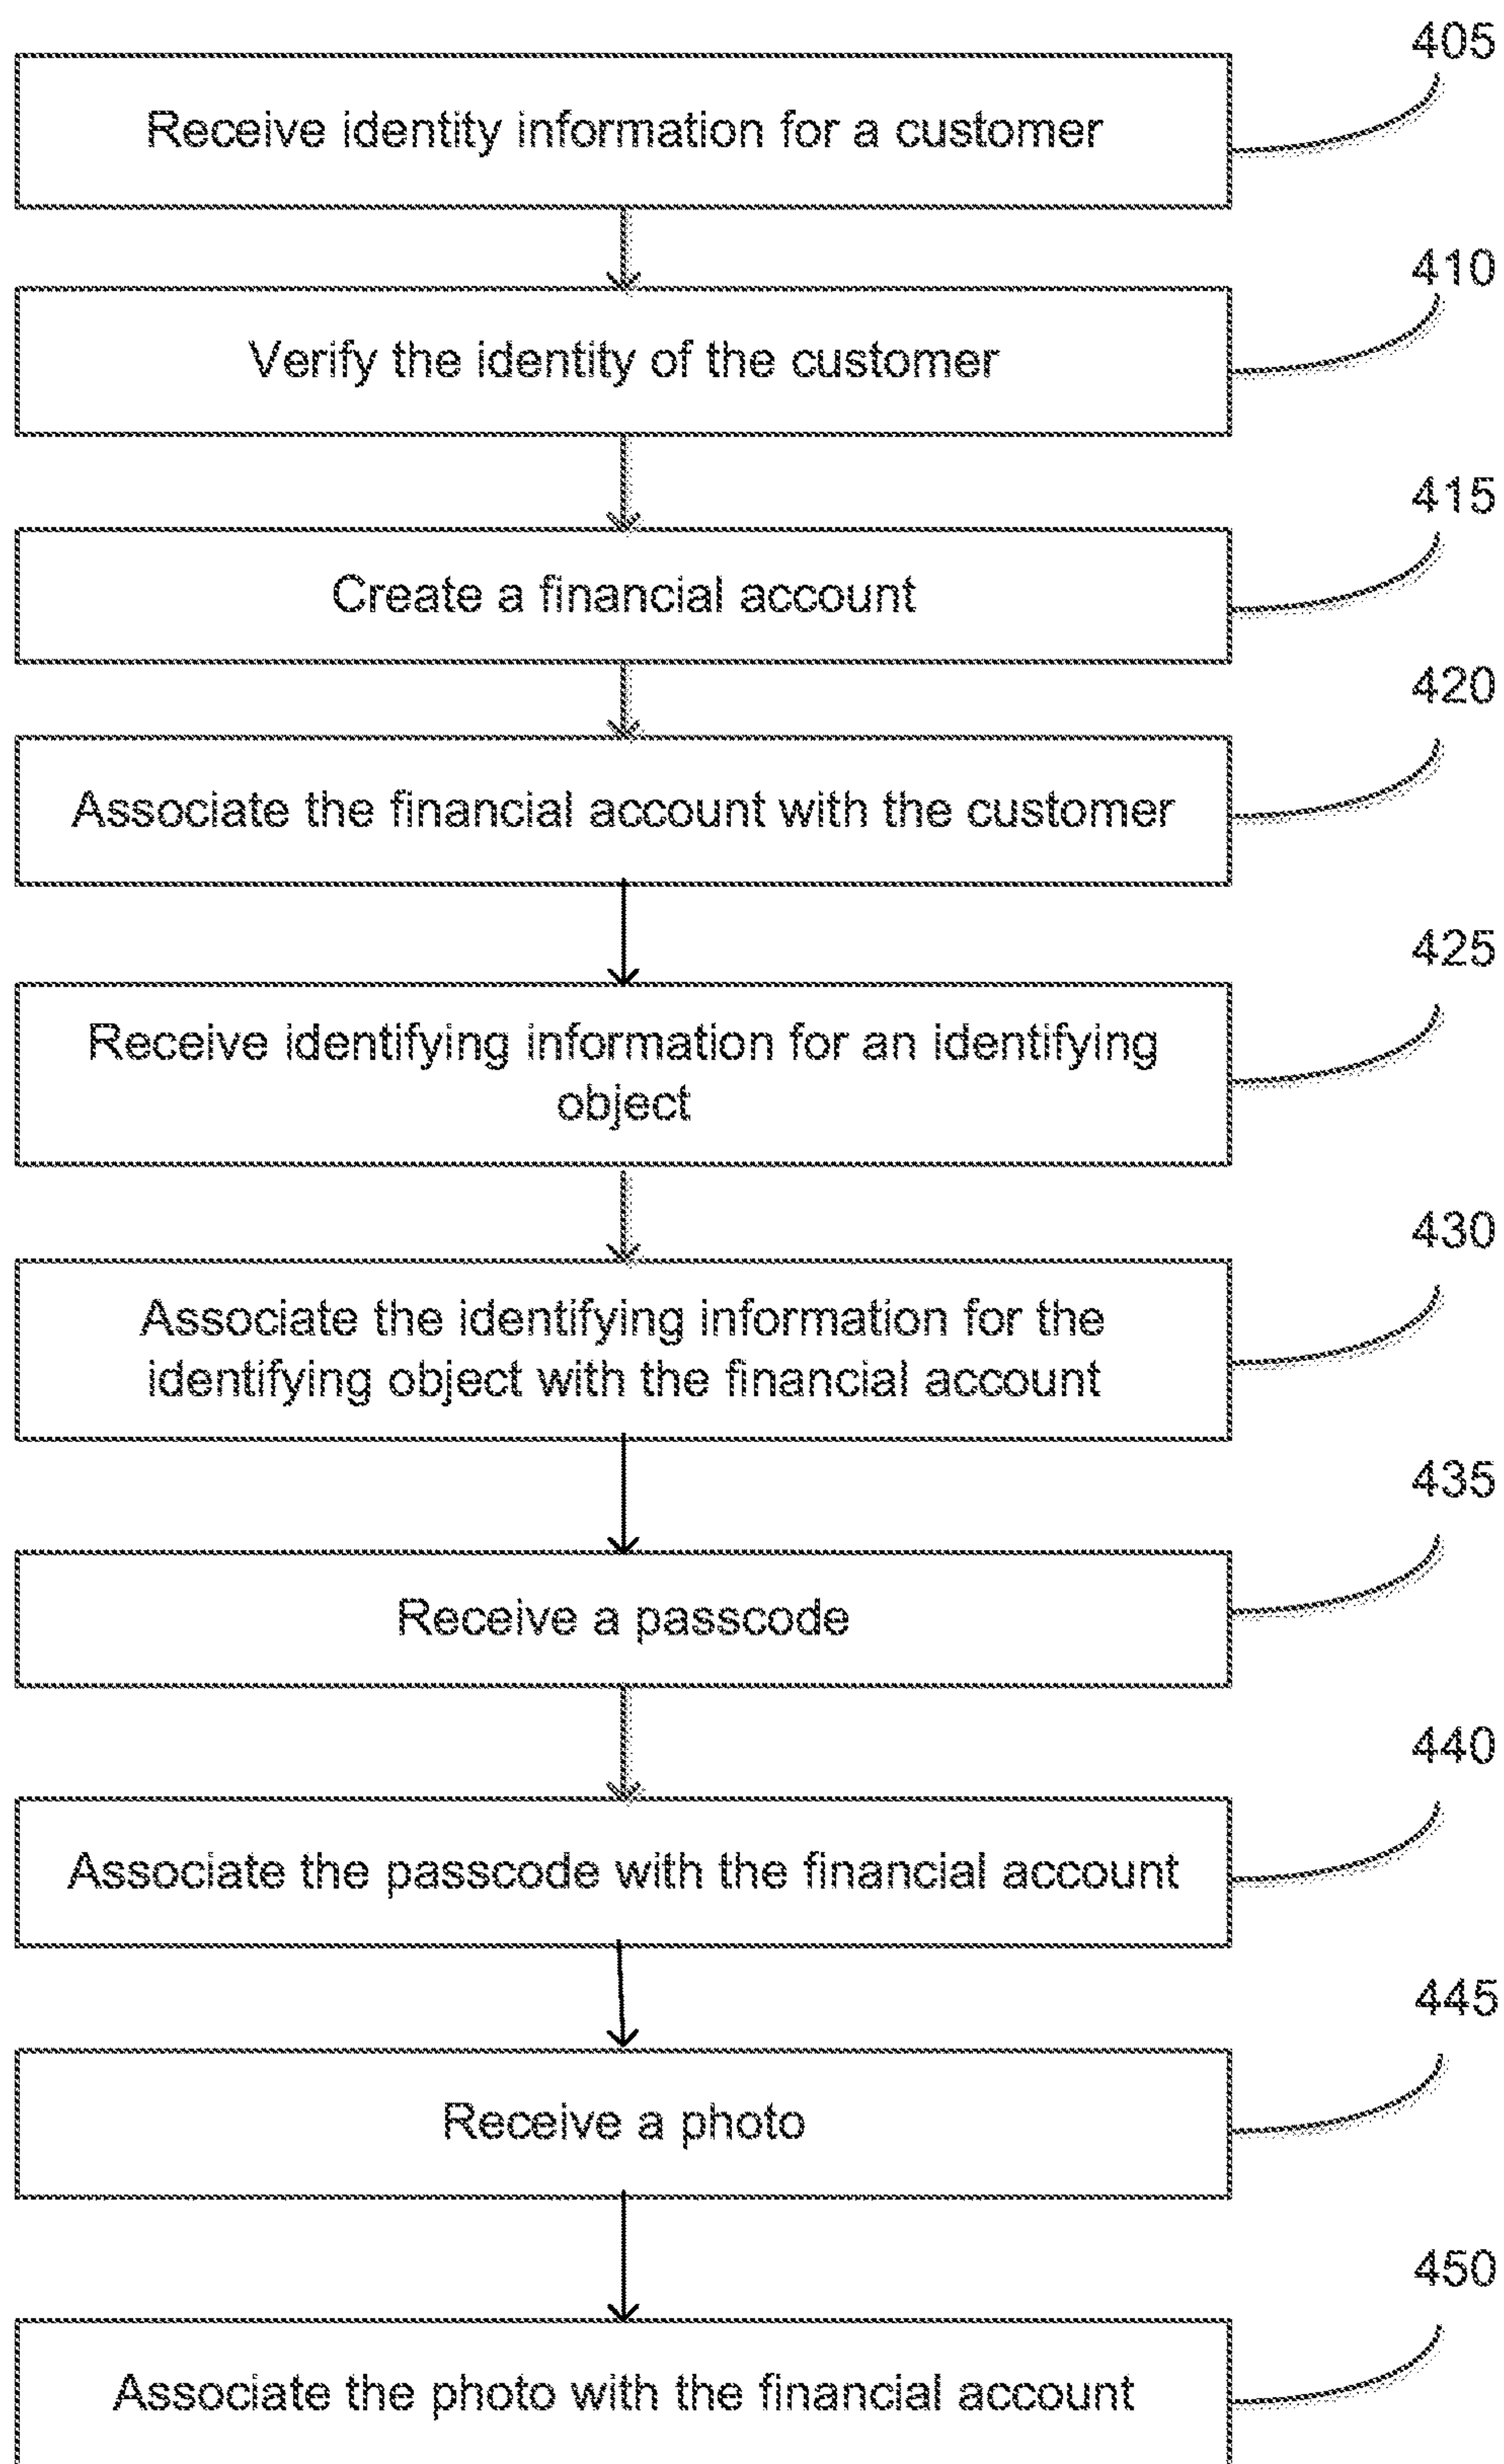 405
Receive identity information for a customer
410
Verify the identity of the customer
415
Create a financial account
420
Associate the financial account with the customer
425
Receive identifying information for an identifying
object
430
Associate the identifying information for the
identifying object with the financial account
435
Receive a passcode
440
Associate the passcode with the financial account
445
Receive a photo
450
Associate the photo with the financial account